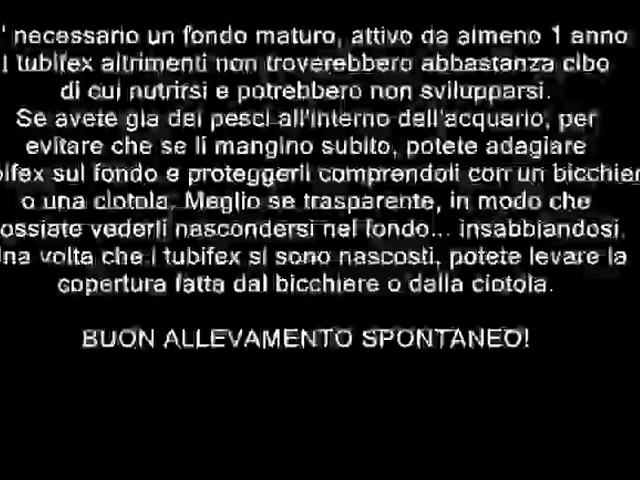 ' necessario un fondo maturo, attivo da almeno 1 anno
I tubifex altrimenti non troverebbero abbastanza cibo
di cui nutrirsi e potrebbero non svilupparsi.
Se avete gia dei pesci all'interno dell'acquario, per
evitare che se li mangino subito, potete adagiare
bifex sul fondo e proteggerli comprendoli con un bicchier
o una ciotola. Meglio se trasparente, in modo che
ossiate vederli nascondersi nel fondo... insabbiandosi.
na volta che i tubifex si sono nascosti, potete levare la
copertura fatta dal bicchiere o dalla ciotola.
BUON ALLEVAMENTO SPONTANEO!